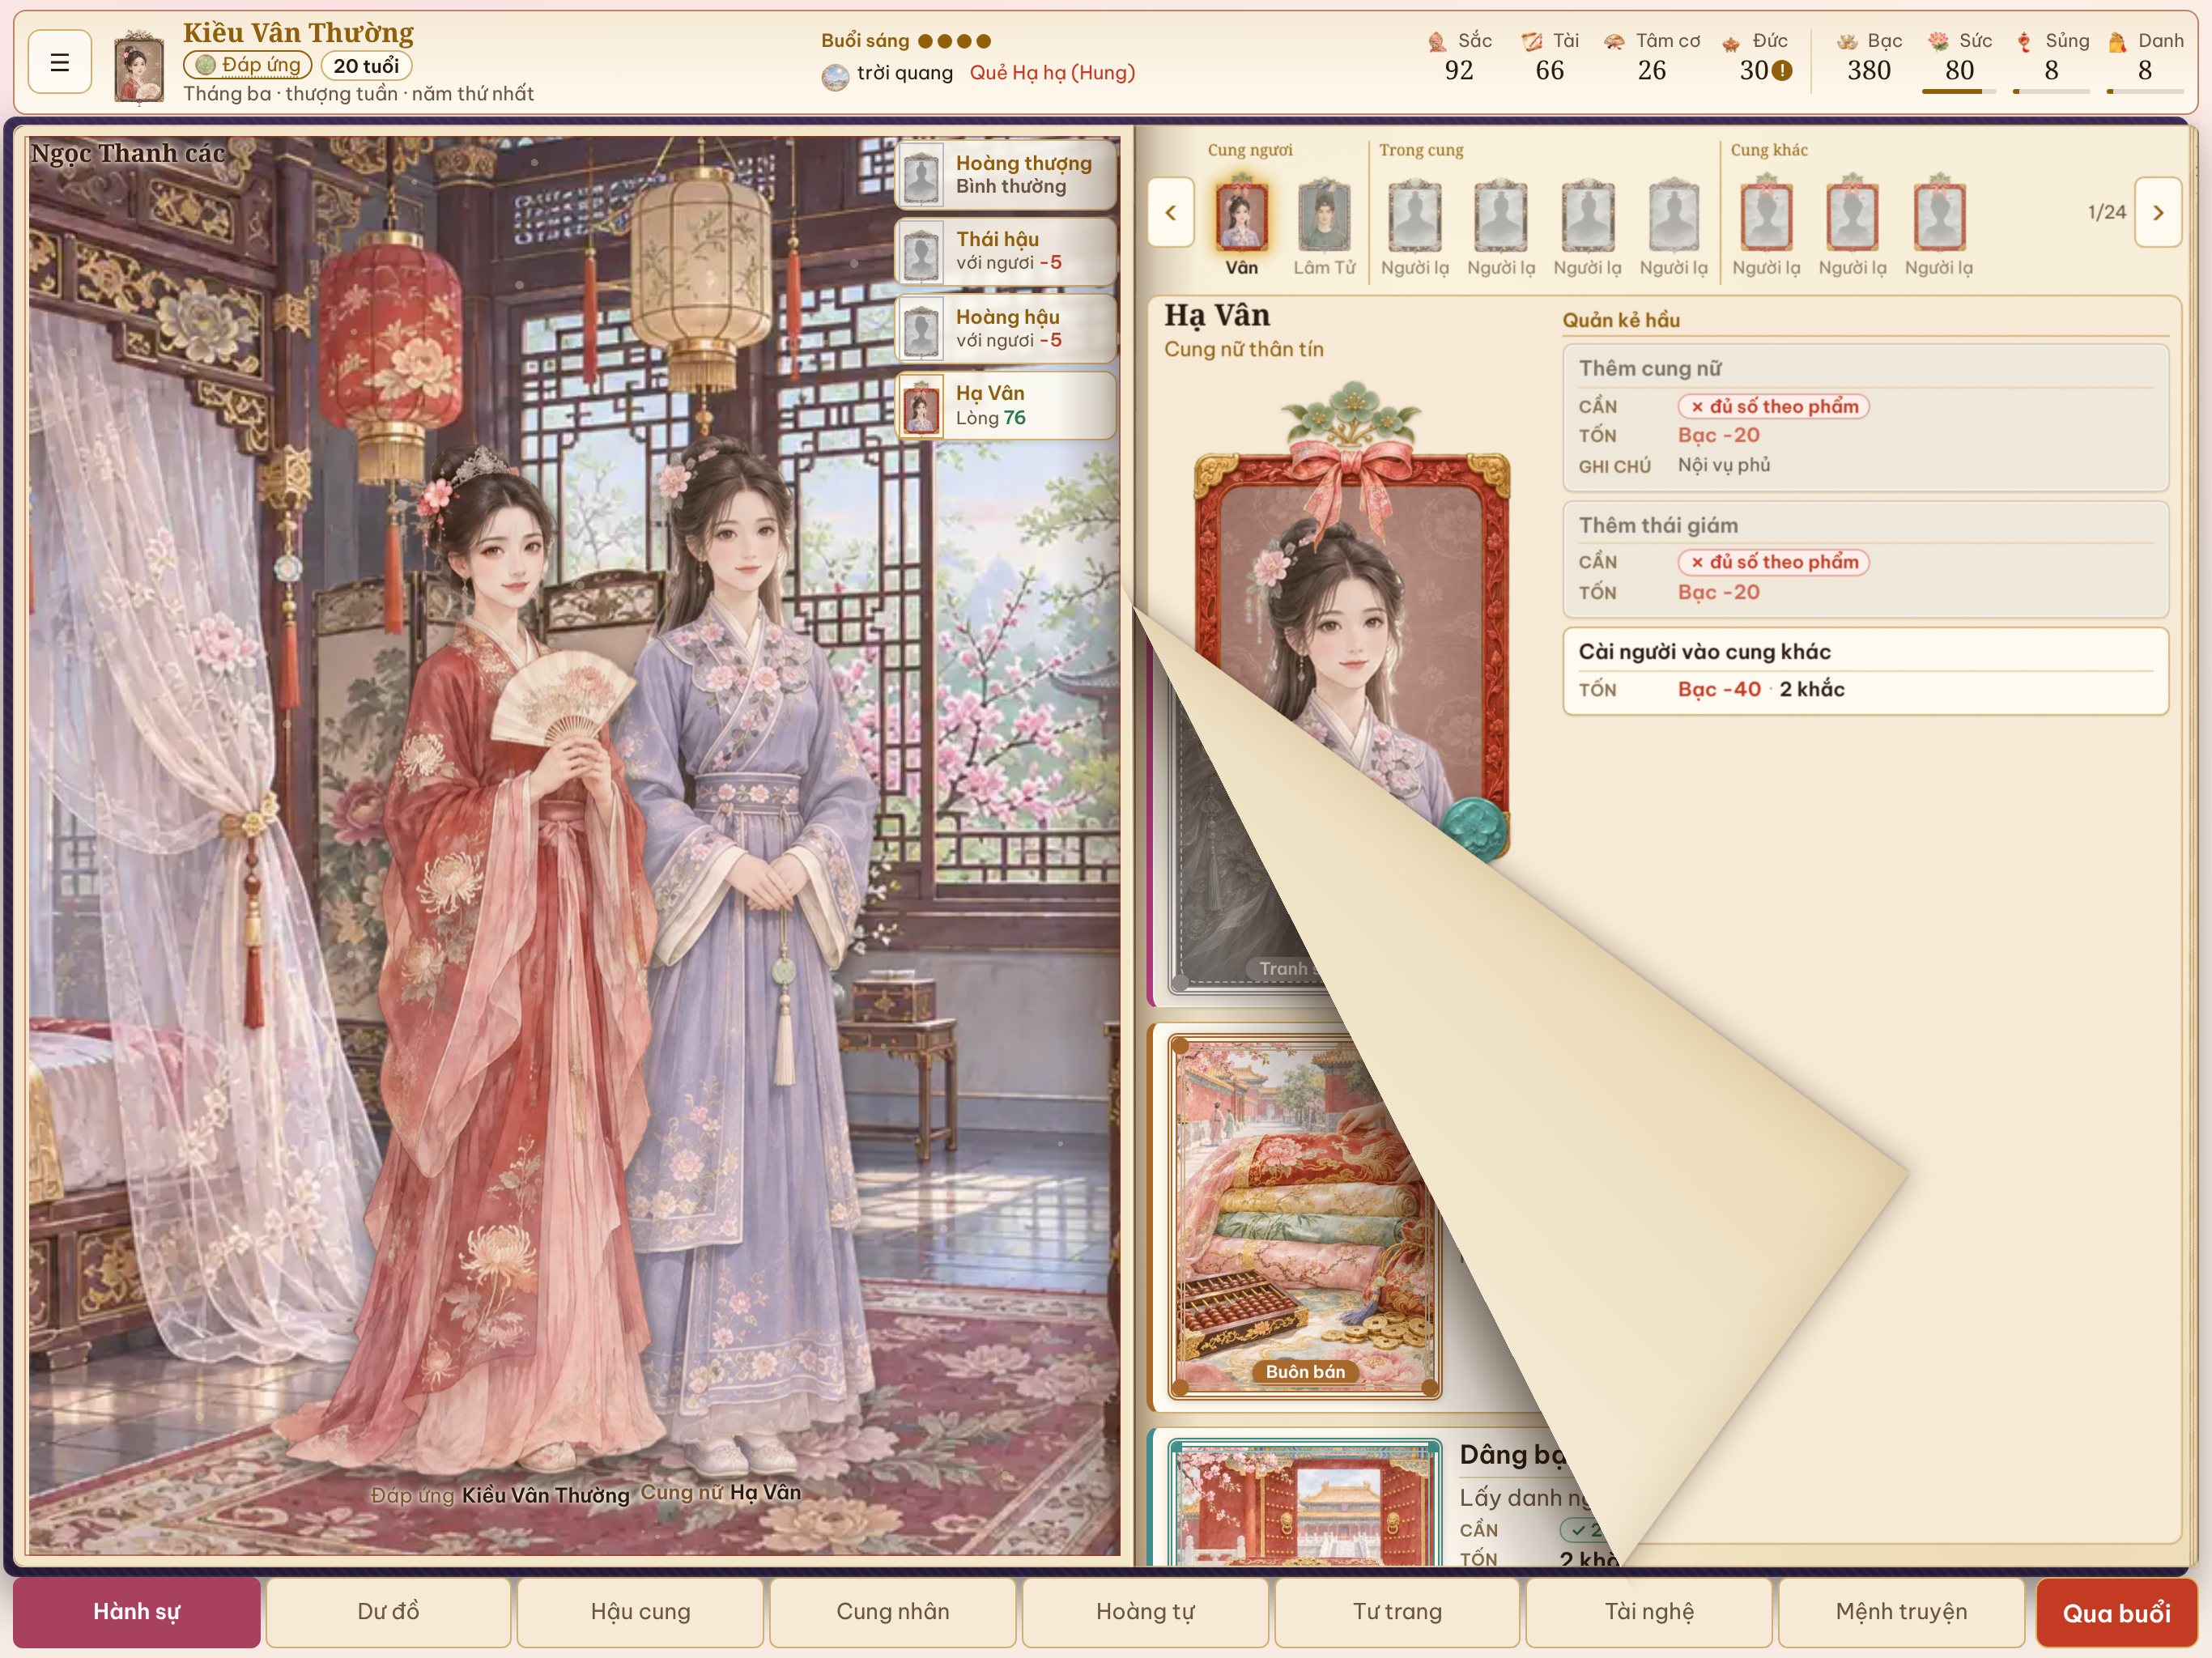 Kiều Vân Thường
Đáp ứng 20 tuổi
Tháng ba · thượng tuần · năm thứ nhất
Buổi sáng
trời quang Quẻ Hạ hạ (Hung)
Sắc Tài Tâm cơ Đức Bạc Sức Sủng Danh
92 66 26 30 ! 380 80 8 8
Ngọc Thanh các
Hoàng thượng
Bình thường
Thái hậu
với ngươi -5
Hoàng hậu
với ngươi -5
Hạ Vân
Lòng 76
Đáp ứng Kiều Vân Thường Cung nữ Hạ Vân
Cung ngươi Trong cung Cung khác
1/24
Vân Lâm Tử Người lạ Người lạ Người lạ Người lạ Người lạ Người lạ Người lạ
Hạ Vân
Cung nữ thân tín
Quản kẻ hầu
Thêm cung nữ
CẦN × đủ số theo phẩm
TỐN Bạc -20
GHI CHÚ Nội vụ phủ
Thêm thái giám
CẦN × đủ số theo phẩm
TỐN Bạc -20
Cài người vào cung khác
TỐN Bạc -40 · 2 khắc
Tranh
Buôn bán
Dâng
Lấy danh
CẦN ✓ 2
TỐN 2
Hành sự Dư đồ Hậu cung Cung nhân Hoàng tự Tư trang Tài nghệ Mệnh truyện Qua buổi